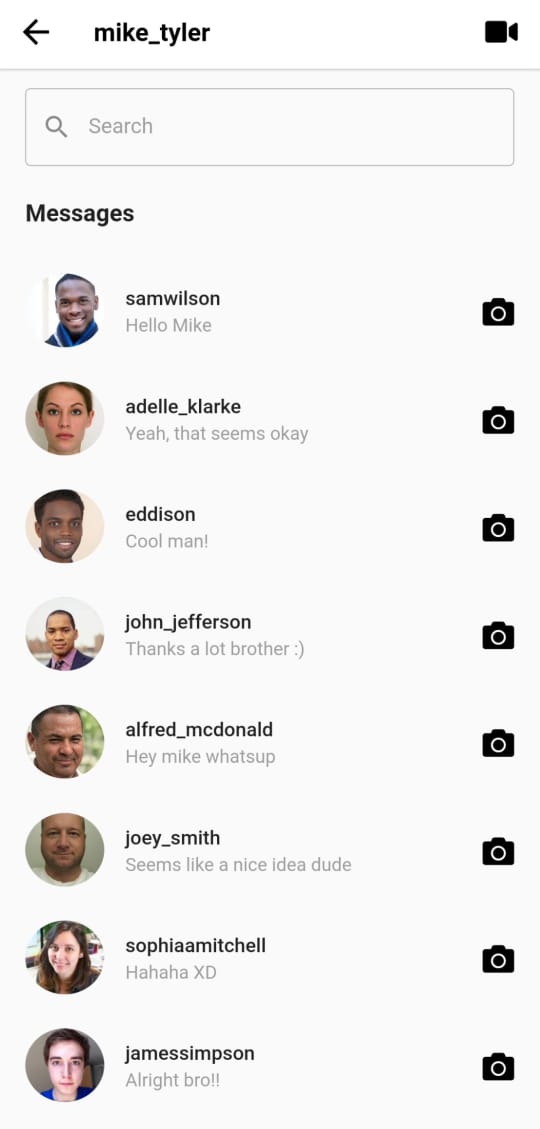 mike_tyler
Search
Messages
samwilson
Hello Mike
adelle_klarke
Yeah, that seems okay
eddison
Cool man!
john_jefferson
Thanks a lot brother :)
alfred_mcdonald
Hey mike whatsup
joey_smith
Seems like a nice idea dude
sophiaamitchell
Hahaha XD
jamessimpson
Alright bro!!